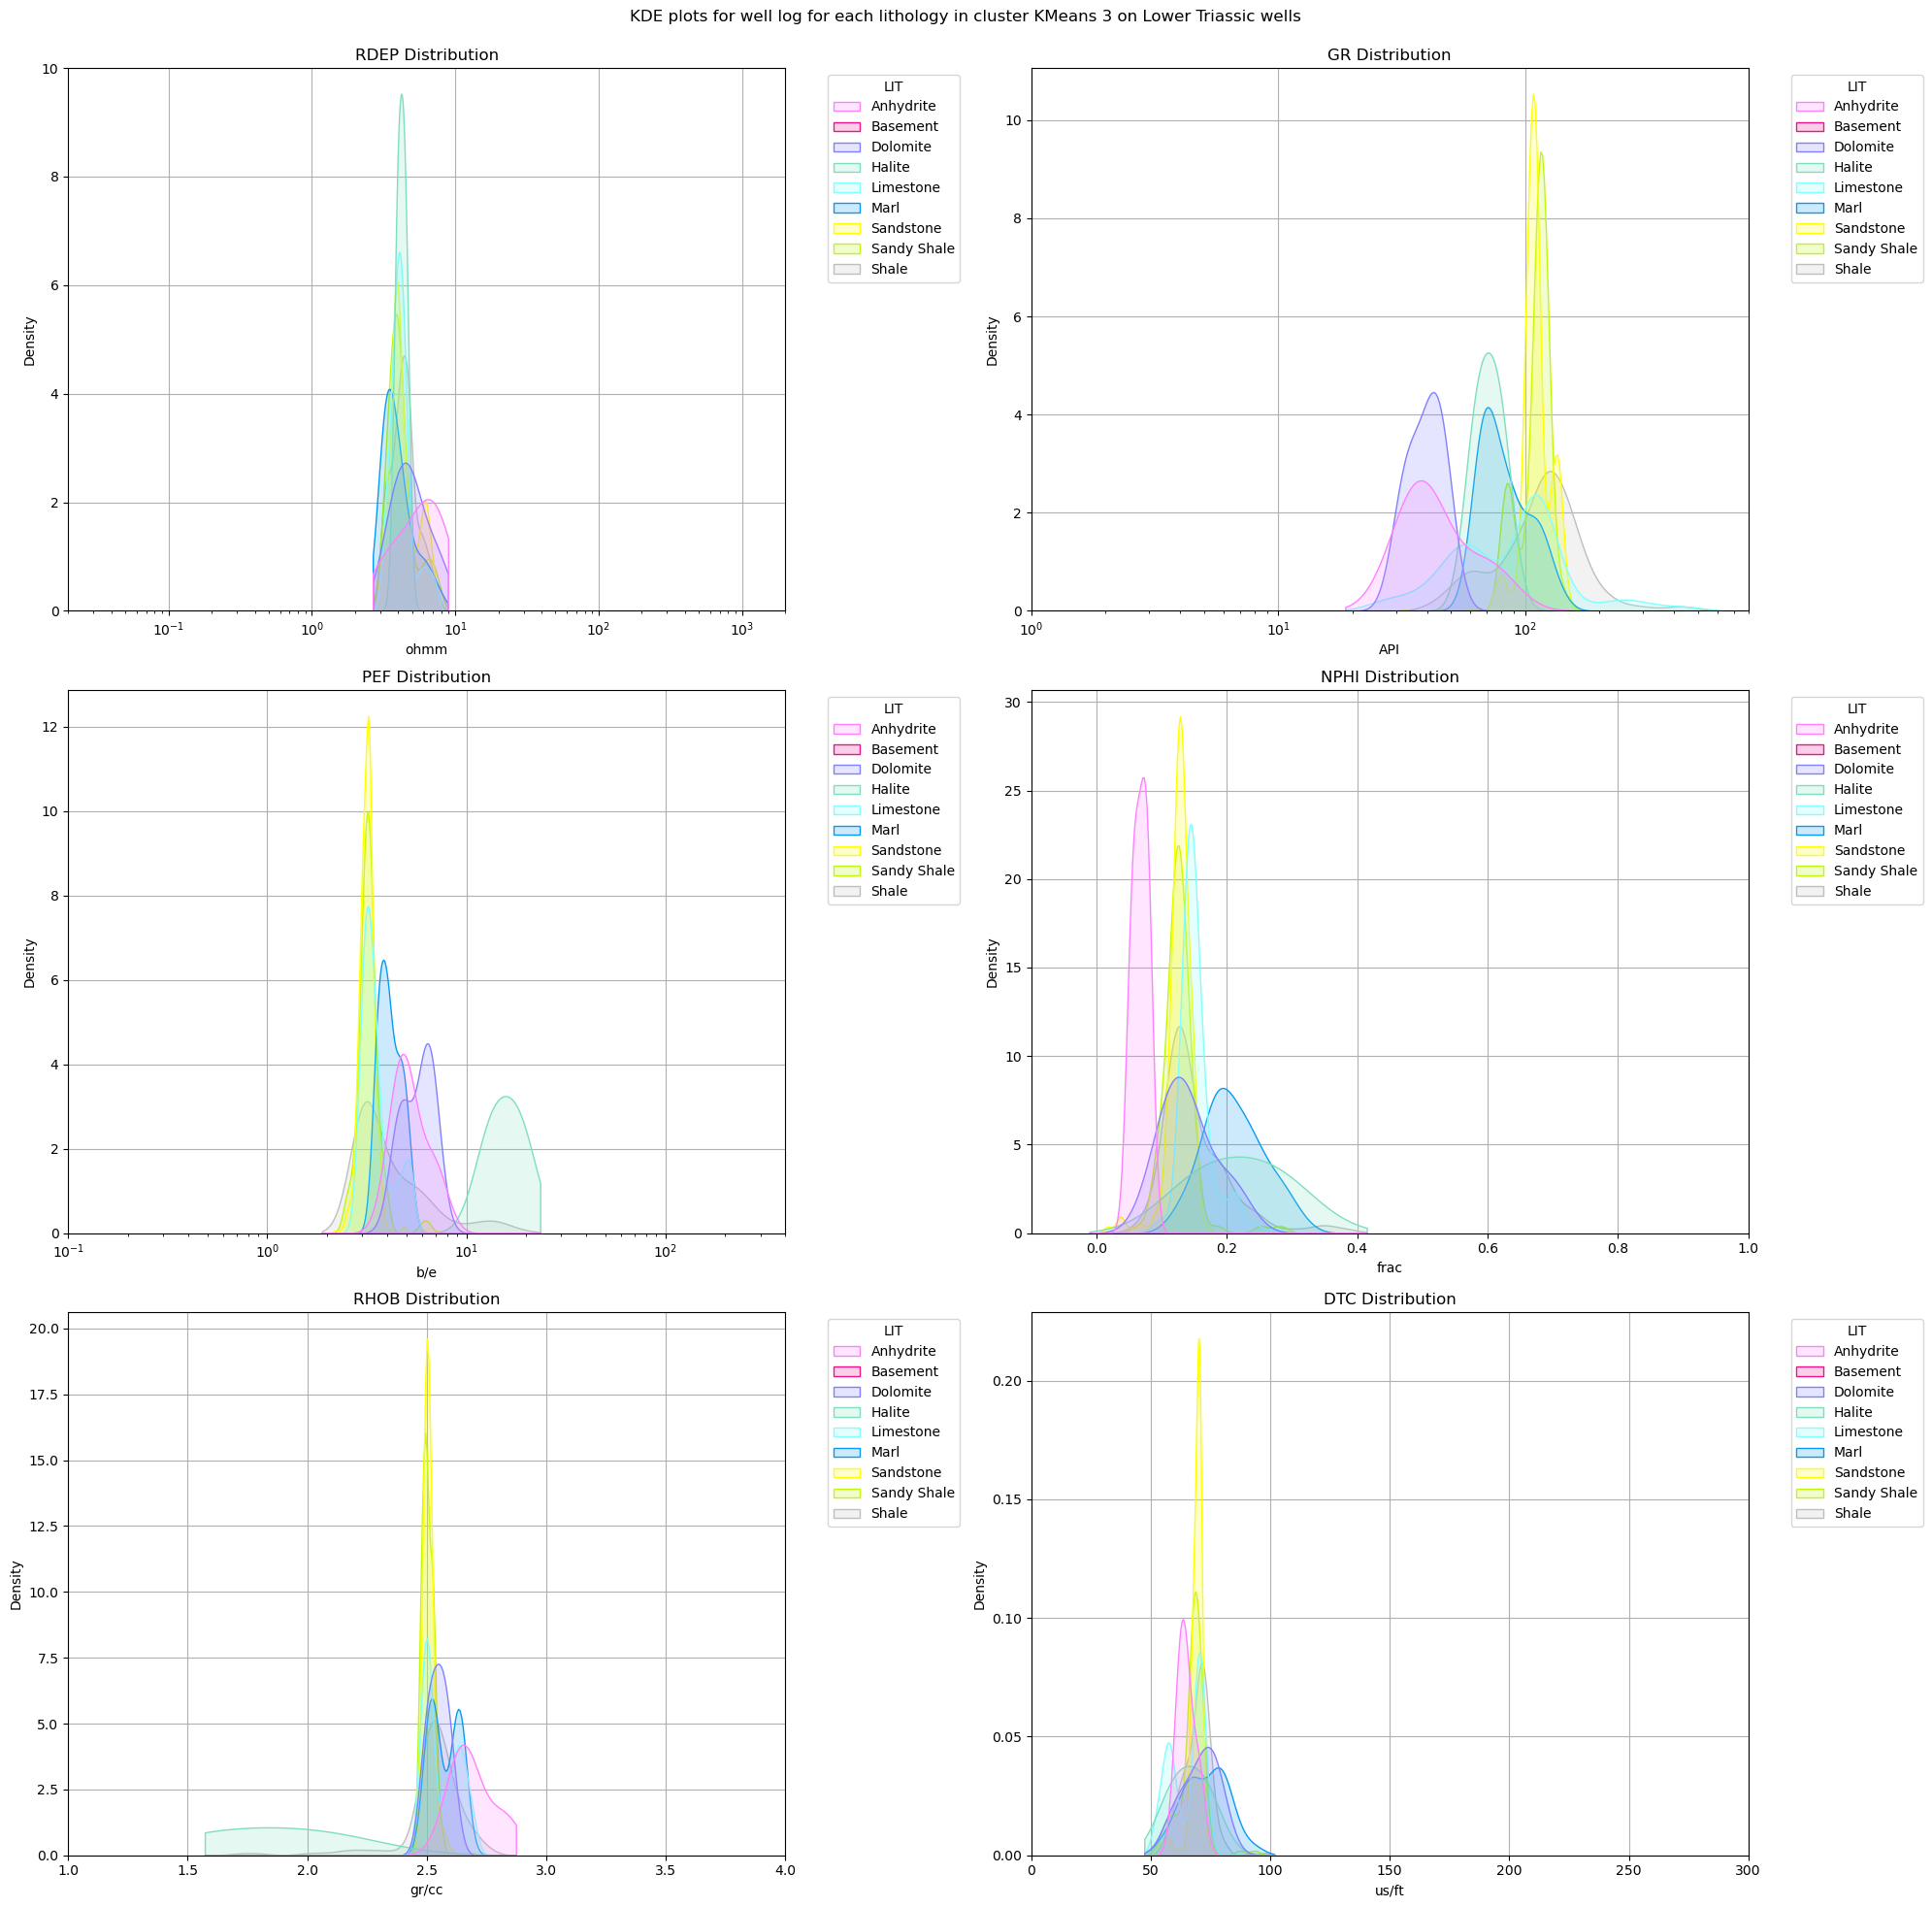 KDE plots for well log for each lithology in cluster KMeans 3 on Lower Triassic wells
RDEP Distribution
Density
10
8
6
4
2
0
10⁻¹
10⁰
10¹
10²
10³
ohmm
LIT
Anhydrite
Basement
Dolomite
Halite
Limestone
Marl
Sandstone
Sandy Shale
Shale
GR Distribution
Density
10
8
6
4
2
0
10⁰
10¹
10²
API
LIT
Anhydrite
Basement
Dolomite
Halite
Limestone
Marl
Sandstone
Sandy Shale
Shale
PEF Distribution
Density
12
10
8
6
4
2
0
10⁻¹
10⁰
10¹
10²
b/e
LIT
Anhydrite
Basement
Dolomite
Halite
Limestone
Marl
Sandstone
Sandy Shale
Shale
NPHI Distribution
Density
30
25
20
15
10
5
0
0.0
0.2
0.4
0.6
0.8
1.0
frac
LIT
Anhydrite
Basement
Dolomite
Halite
Limestone
Marl
Sandstone
Sandy Shale
Shale
RHOB Distribution
Density
20.0
17.5
15.0
12.5
10.0
7.5
5.0
2.5
0.0
1.0
1.5
2.0
2.5
3.0
3.5
4.0
gr/cc
LIT
Anhydrite
Basement
Dolomite
Halite
Limestone
Marl
Sandstone
Sandy Shale
Shale
DTC Distribution
Density
0.20
0.15
0.10
0.05
0.00
0
50
100
150
200
250
300
us/ft
LIT
Anhydrite
Basement
Dolomite
Halite
Limestone
Marl
Sandstone
Sandy Shale
Shale